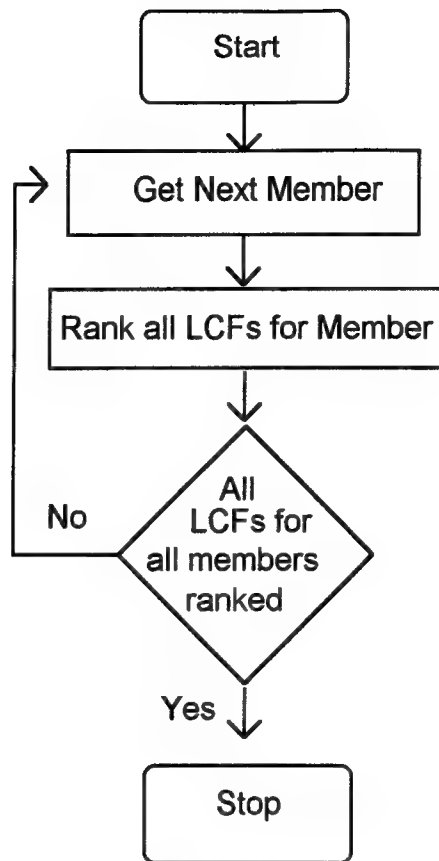 Start
Get Next Member
Rank all LCFs for Member
All
LCFs for
all members
ranked
No
Yes
Stop